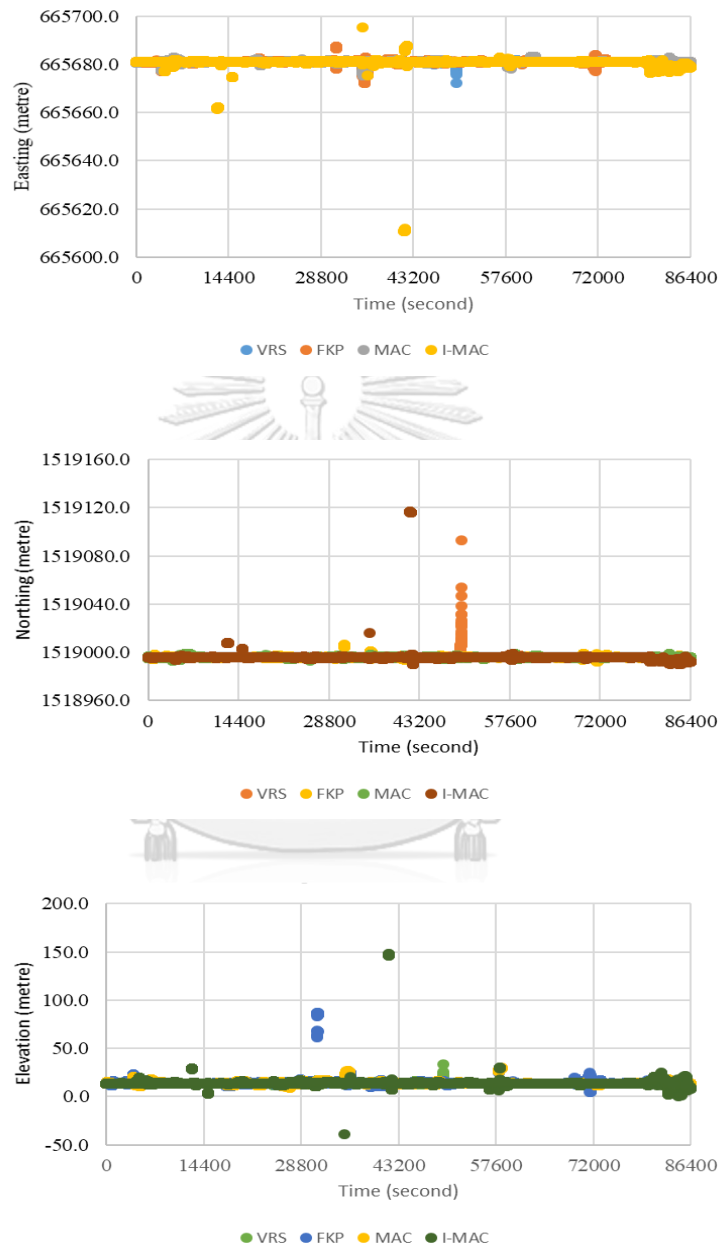 665700.0
665680.0
665660.0
665640.0
665620.0
665600.0
Easting (metre)
0 14400 28800 43200 57600 72000 86400
Time (second)
VRS FKP MAC I-MAC
1519160.0
1519120.0
1519080.0
1519040.0
1519000.0
1518960.0
Northing (metre)
0 14400 28800 43200 57600 72000 86400
Time (second)
VRS FKP MAC I-MAC
200.0
150.0
100.0
50.0
0.0
-50.0
Elevation (metre)
0 14400 28800 43200 57600 72000 86400
Time (second)
VRS FKP MAC I-MAC